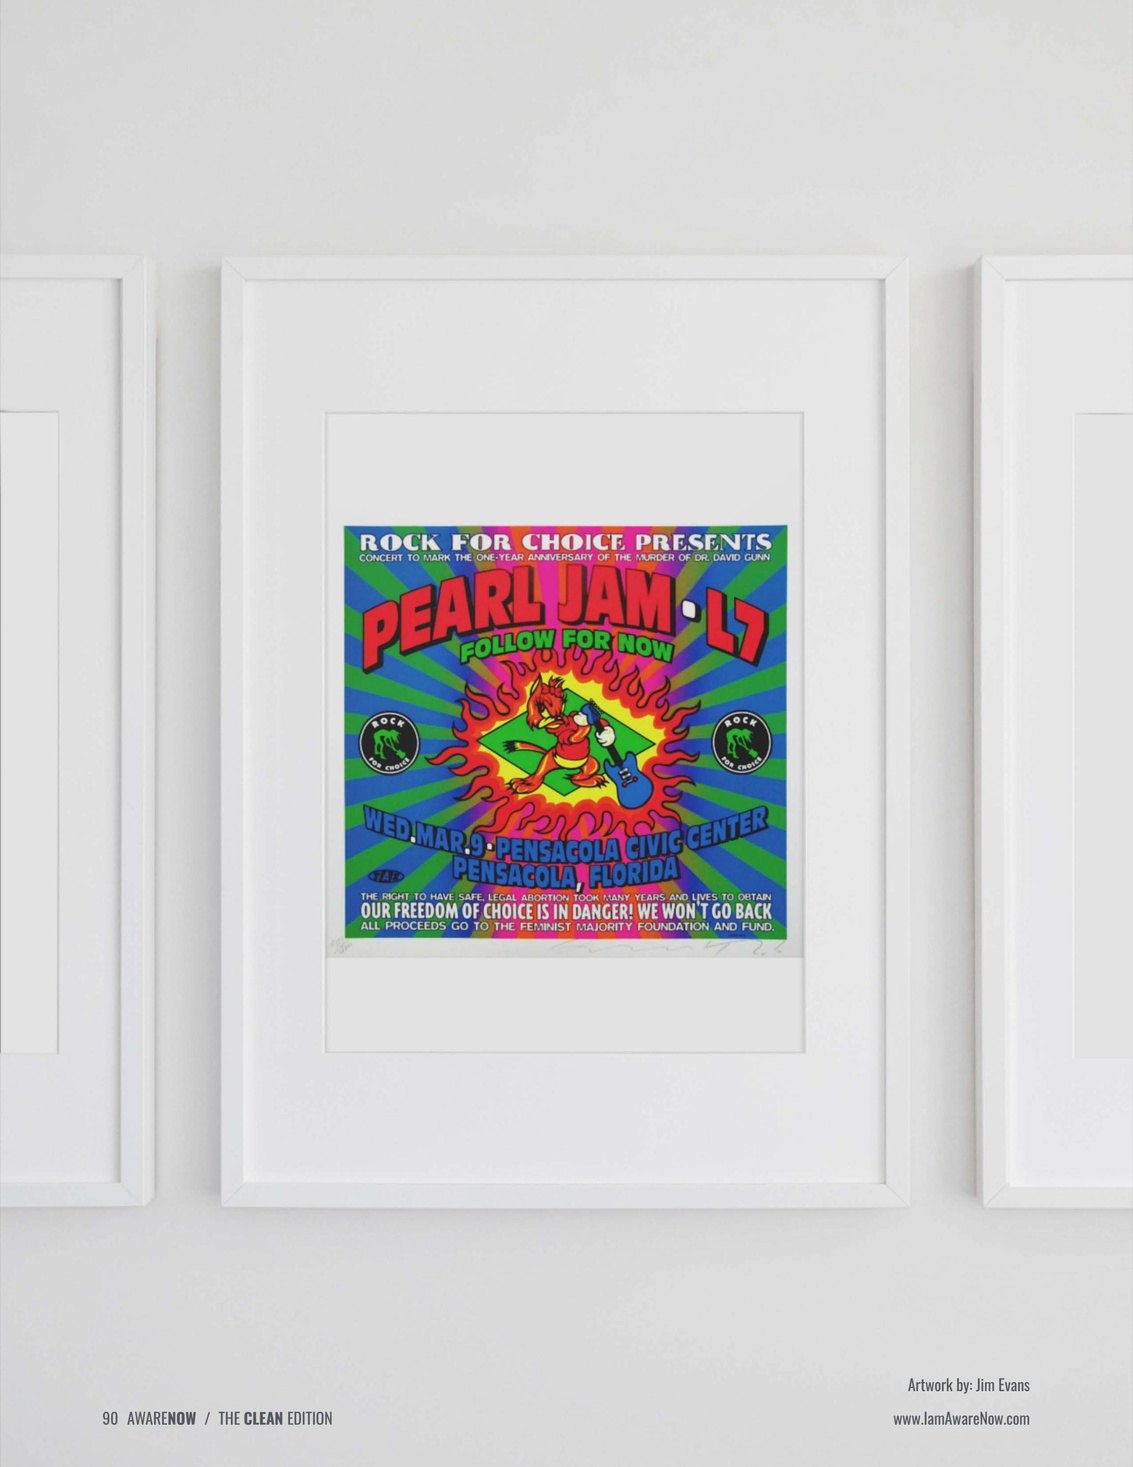 ROCK FOR CHOICE PRESENTS
CONCERT TO MARK THE ONE-YEAR ANNIVERSARY OF THE MURDER OF DR. DAVID GUNN
PEARL JAM • L7
FOLLOW FOR NOW
ROCK
FOR CHOICE
ROCK
FOR CHOICE
WED.MAR.9 • PENSACOLA CIVIC CENTER
PENSACOLA, FLORIDA
TAZ
THE RIGHT TO HAVE SAFE, LEGAL ABORTION TOOK MANY YEARS AND LIVES TO OBTAIN
OUR FREEDOM OF CHOICE IS IN DANGER! WE WON'T GO BACK
ALL PROCEEDS GO TO THE FEMINIST MAJORITY FOUNDATION AND FUND.
Artwork by: Jim Evans
90 AWARENOW / THE CLEAN EDITION
www.IamAwareNow.com